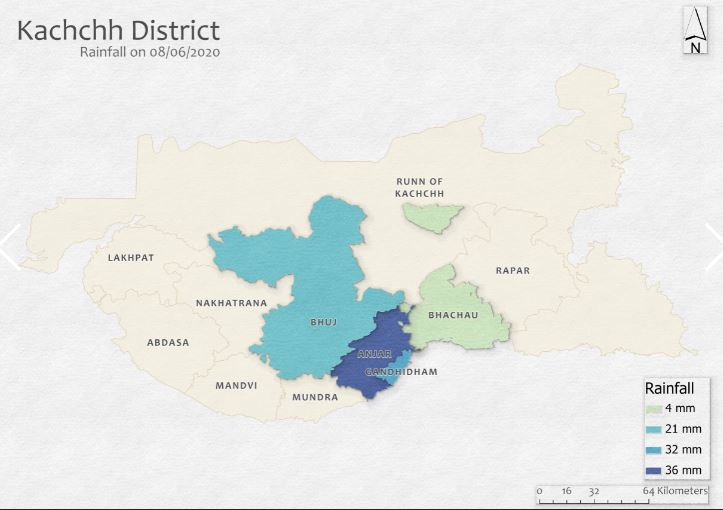 Kachchh District
Rainfall on 08/06/2020
N
RUNN OF
KACHCHH
LAKHPAT
RAPAR
NAKHATRANA
BHUJ
BHACHAU
ABDASA
ANJAR
GANDHIDHAM
MANDVI
MUNDRA
Rainfall
4 mm
21 mm
32 mm
36 mm
0 16 32 64 Kilometers